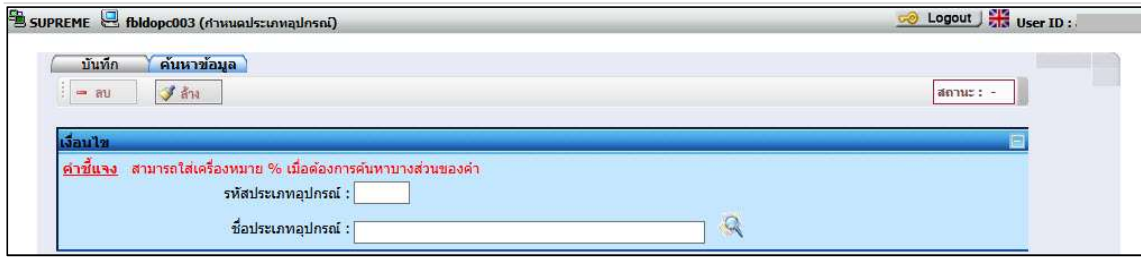 SUPREME fbldopc003 (กำหนดประเภทอุปกรณ์) Logout User ID :
บันทึก ค้นหาข้อมูล
ลบ ล้าง สถานะ : -
เงื่อนไข
คำชี้แจง สามารถใส่เครื่องหมาย % เมื่อต้องการค้นหาบางส่วนของคำ
รหัสประเภทอุปกรณ์ :
ชื่อประเภทอุปกรณ์ :